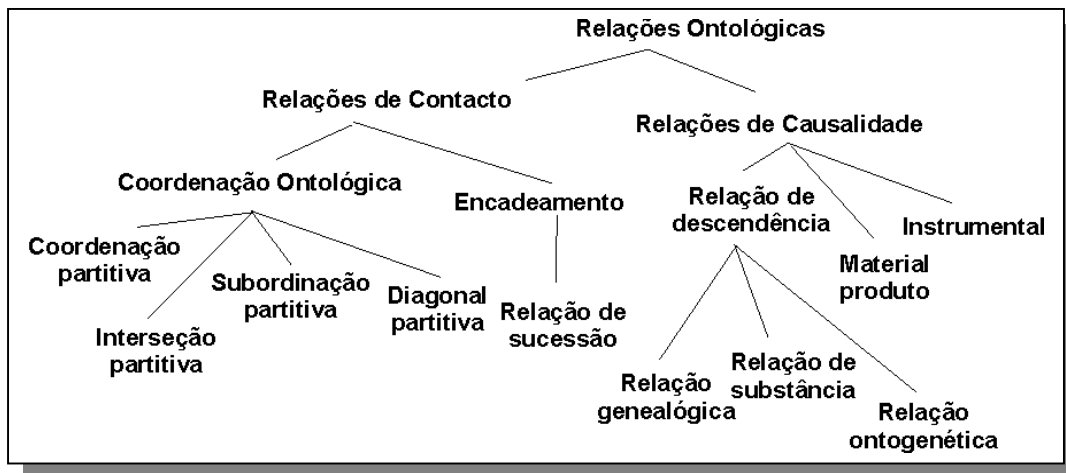 Relações Ontológicas
Relações de Contacto
Relações de Causalidade
Coordenação Ontológica
Encadeamento
Relação de
descendência
Instrumental
Coordenação
partitiva
Subordinação
partitiva
Diagonal
partitiva
Material
produto
Relação de
sucessão
Interseção
partitiva
Relação
genealógica
Relação de
substância
Relação
ontogenética